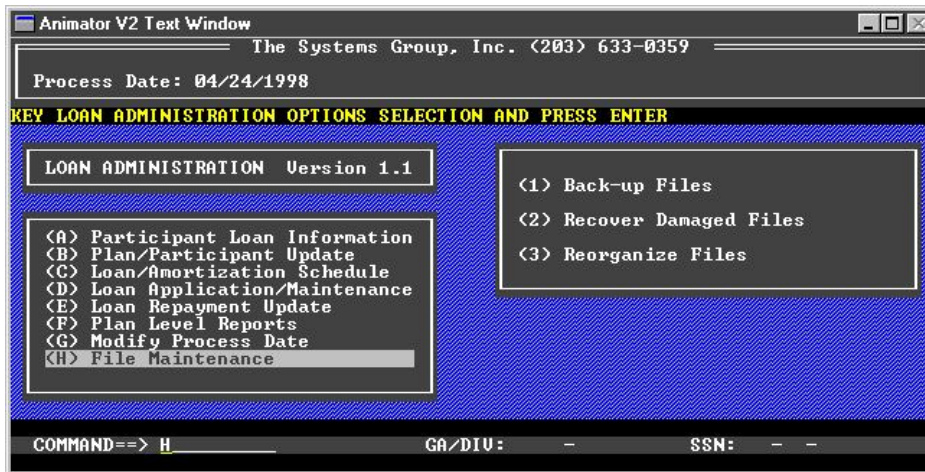 Animator V2 Text Window
The Systems Group, Inc. (203) 633-0359
Process Date: 04/24/1998
KEY LOAN ADMINISTRATION OPTIONS SELECTION AND PRESS ENTER
LOAN ADMINISTRATION Version 1.1
(A) Participant Loan Information
(B) Plan/Participant Update
(C) Loan/Amortization Schedule
(D) Loan Application/Maintenance
(E) Loan Repayment Update
(F) Plan Level Reports
(G) Modify Process Date
(H) File Maintenance
(1) Back-up Files
(2) Recover Damaged Files
(3) Reorganize Files
COMMAND==> H_________ GA/DIV: - SSN: - -